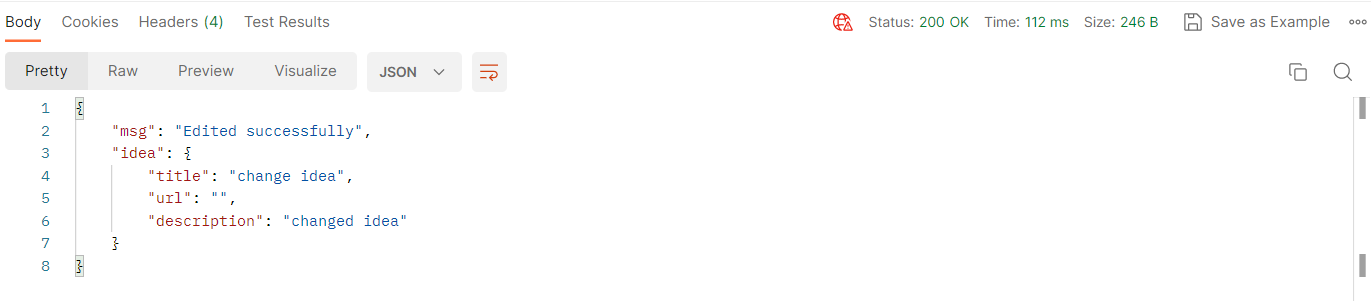 Body Cookies Headers (4) Test Results Status: 200 OK Time: 112 ms Size: 246 B Save as Example
Pretty Raw Preview Visualize JSON
1 {
2 "msg": "Edited successfully",
3 "idea": {
4 "title": "change idea",
5 "url": "",
6 "description": "changed idea"
7 }
8 }